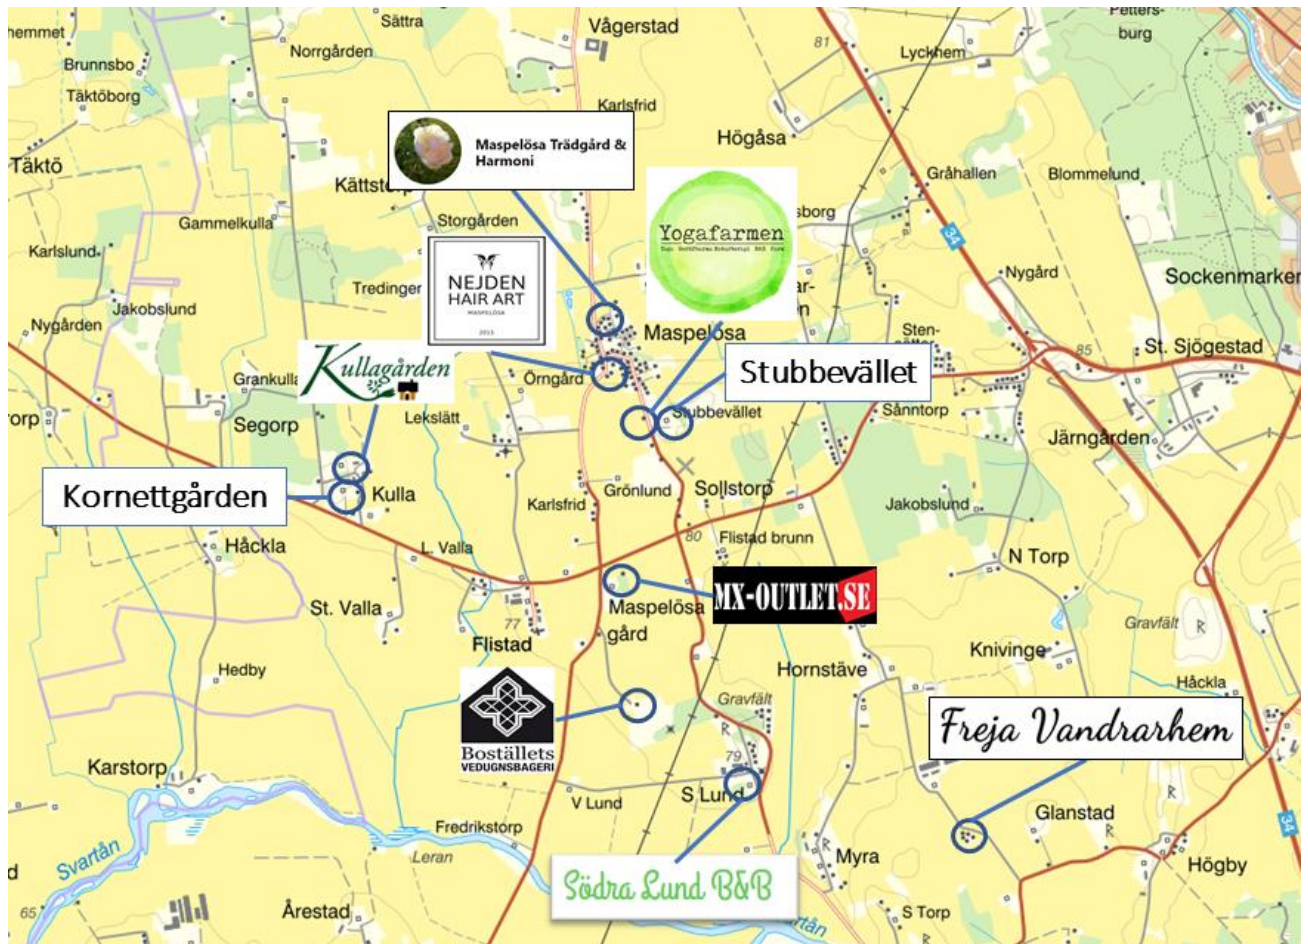 hemmet
Sättra
Vågerstad
81
Lyckhem
Petters-
burg
Brunnsbo
Norrgården
Täktöborg
Karlsfrid
Högåsa
Maspelösa Trädgård &
Harmoni
Täktö
Gråhallen
Blommelund
Gammelkulla
Storgården
sborg
Yogafarmen
34
Karlslund
NEJDEN
HAIR ART
MASPELÖSA
2015
Nygård
Sockenmarken
Tredinger
Jakobslund
Nygården
Maspelösa
Sten-
85
St. Sjögestad
Kullagården
Grankulla
Örngård
Stubbevället
orp
Segorp
Lekslätt
Stubbevället
Sånntorp
Järngården
Kornettgården
Kulla
Karlsfrid
Grönlund
Sollstorp
Jakobslund
80
Flistad brunn
Håckla
L. Valla
N Torp
St. Valla
77
Maspelösa
gård
MX-OUTLET.SE
Gravfält
R
Flistad
Knivinge
Hedby
Hornstäve
Håckla
Gravfält
R
Freja Vandrarhem
Boställets
VEDUGNSBAGERI
79
Karstorp
V Lund
S Lund
R
Glanstad
R
34
Svartån
Fredrikstorp
Leran
Myra
Högby
Södra Lund B&B
d
65
Årestad
S Torp
R